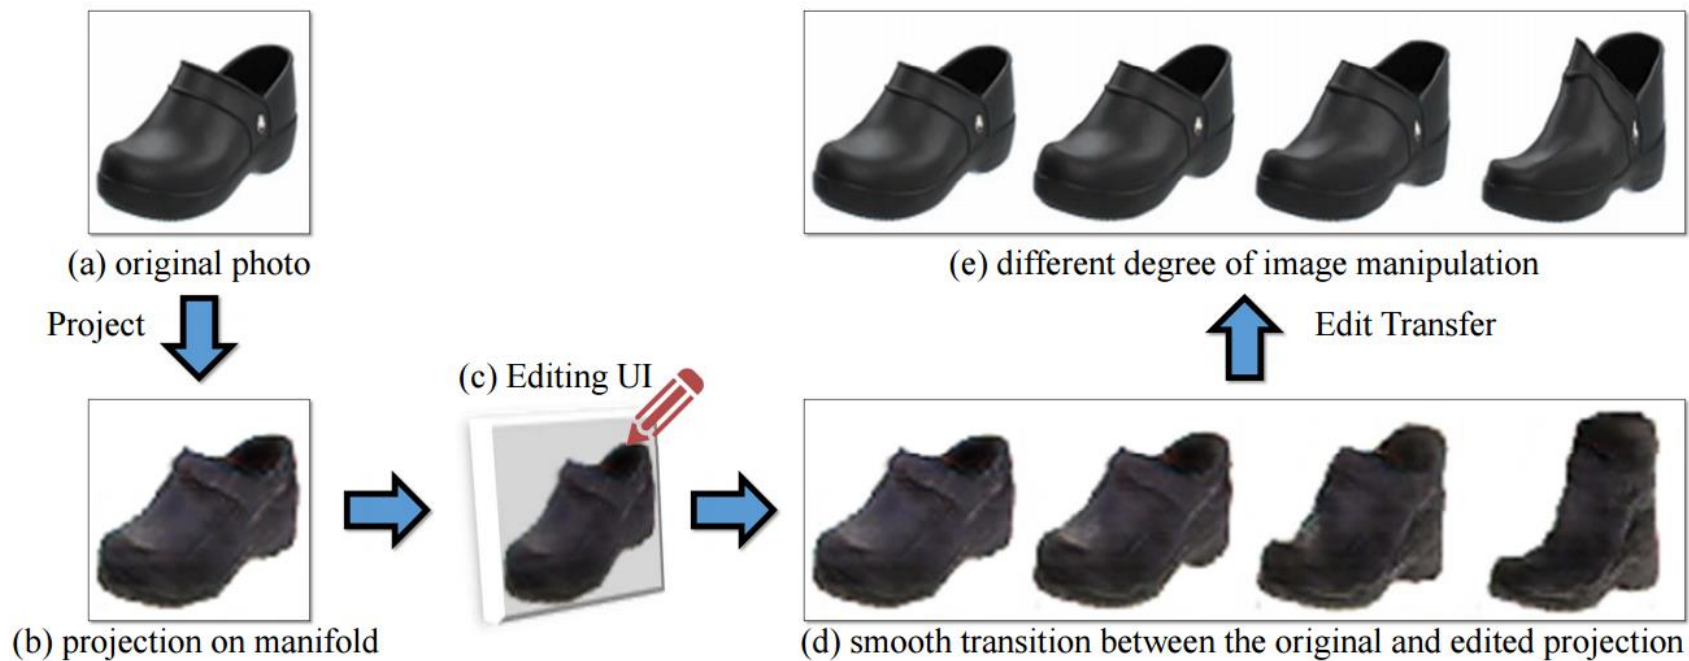 (a) original photo
(e) different degree of image manipulation
Project
Edit Transfer
(c) Editing UI
(b) projection on manifold
(d) smooth transition between the original and edited projection